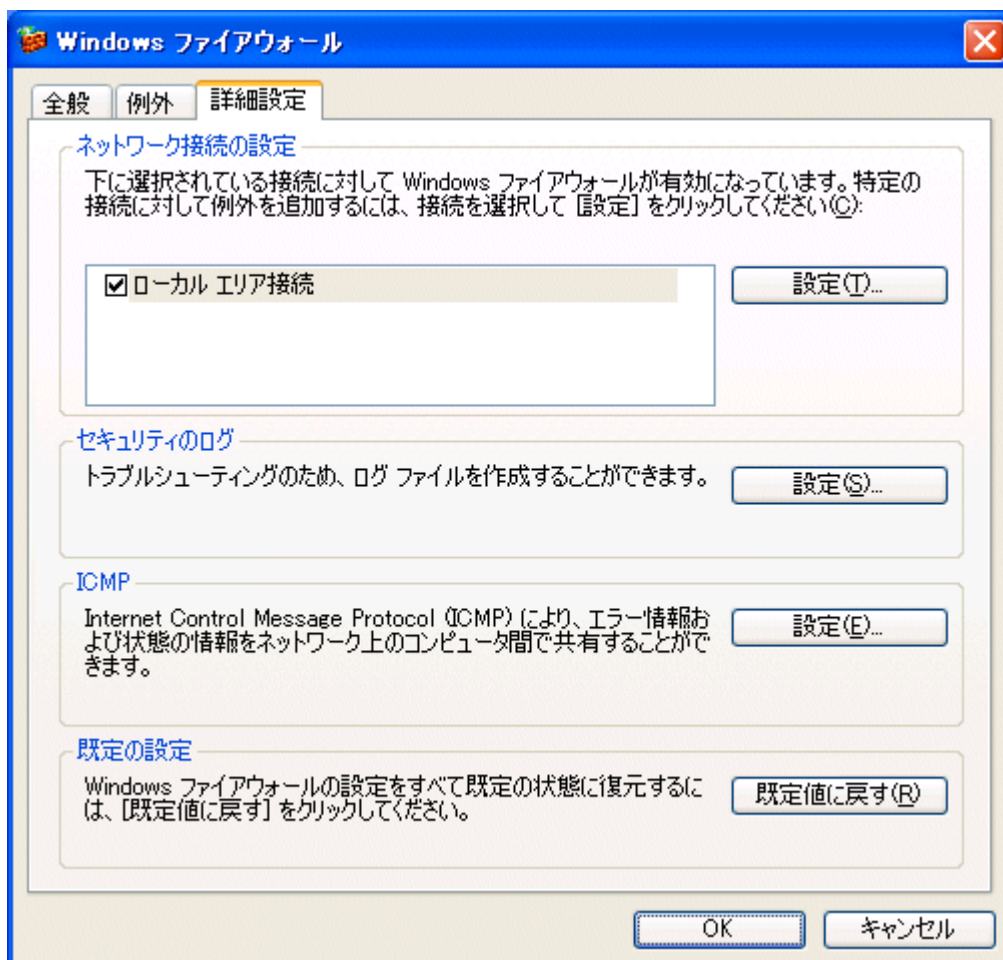 Windows ファイアウォール
全般 例外 詳細設定
ネットワーク接続の設定
下に選択されている接続に対して Windows ファイアウォールが有効になっています。特定の
接続に対して例外を追加するには、接続を選択して [設定] をクリックしてください(C):
ローカル エリア接続
設定(T)...
セキュリティのログ
トラブルシューティングのため、ログ ファイルを作成することができます。
設定(S)...
ICMP
Internet Control Message Protocol (ICMP) により、エラー情報お
よび状態の情報をネットワーク上のコンピュータ間で共有することがで
きます。
設定(E)...
既定の設定
Windows ファイアウォールの設定をすべて既定の状態に復元するに
は、[既定値に戻す] をクリックしてください。
既定値に戻す(R)
OK キャンセル